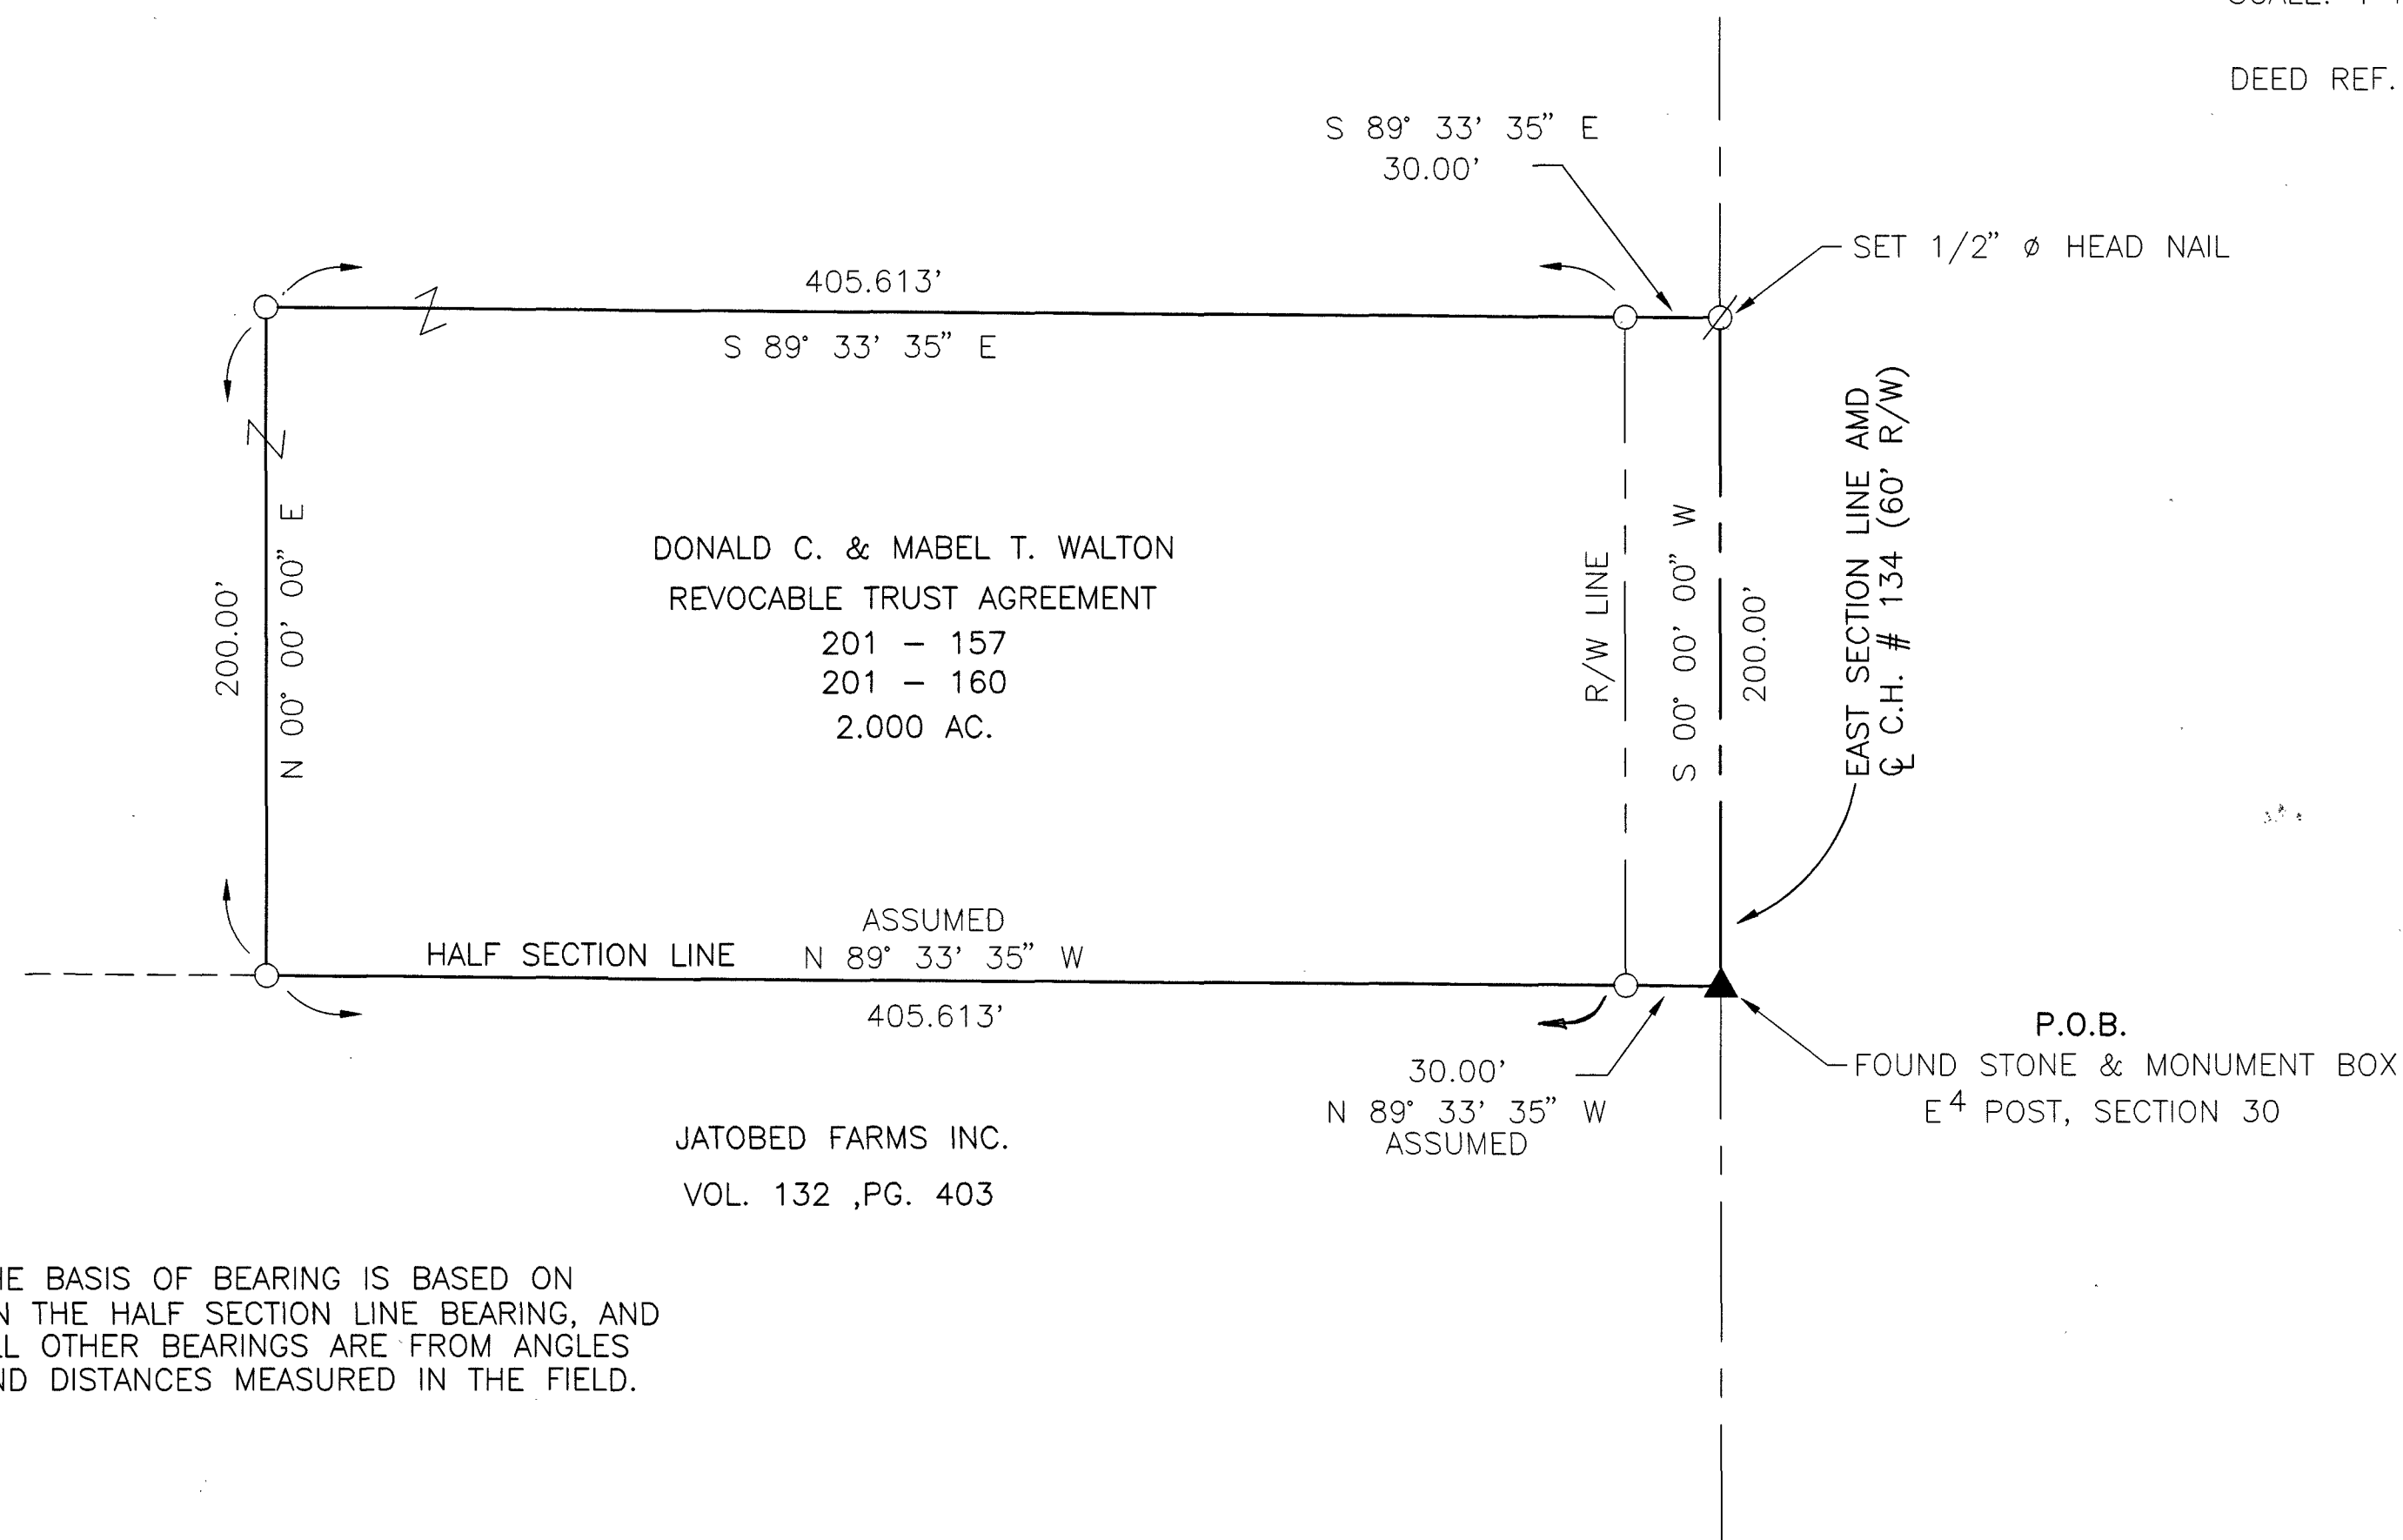 DEED REF.
S 89° 33' 35" E
30.00'
SET 1/2" ø HEAD NAIL
405.613'
S 89° 33' 35" E
200.00'
N 00° 00' 00" E
DONALD C. & MABEL T. WALTON
REVOCABLE TRUST AGREEMENT
201 - 157
201 - 160
2.000 AC.
R/W LINE
S 00° 00' 00" W
200.00'
EAST SECTION LINE AMD
℄ C.H. # 134 (60' R/W)
ASSUMED
HALF SECTION LINE N 89° 33' 35" W
405.613'
30.00'
N 89° 33' 35" W
ASSUMED
P.O.B.
FOUND STONE & MONUMENT BOX
E⁴ POST, SECTION 30
JATOBED FARMS INC.
VOL. 132 ,PG. 403
HE BASIS OF BEARING IS BASED ON
N THE HALF SECTION LINE BEARING, AND
LL OTHER BEARINGS ARE FROM ANGLES
ND DISTANCES MEASURED IN THE FIELD.